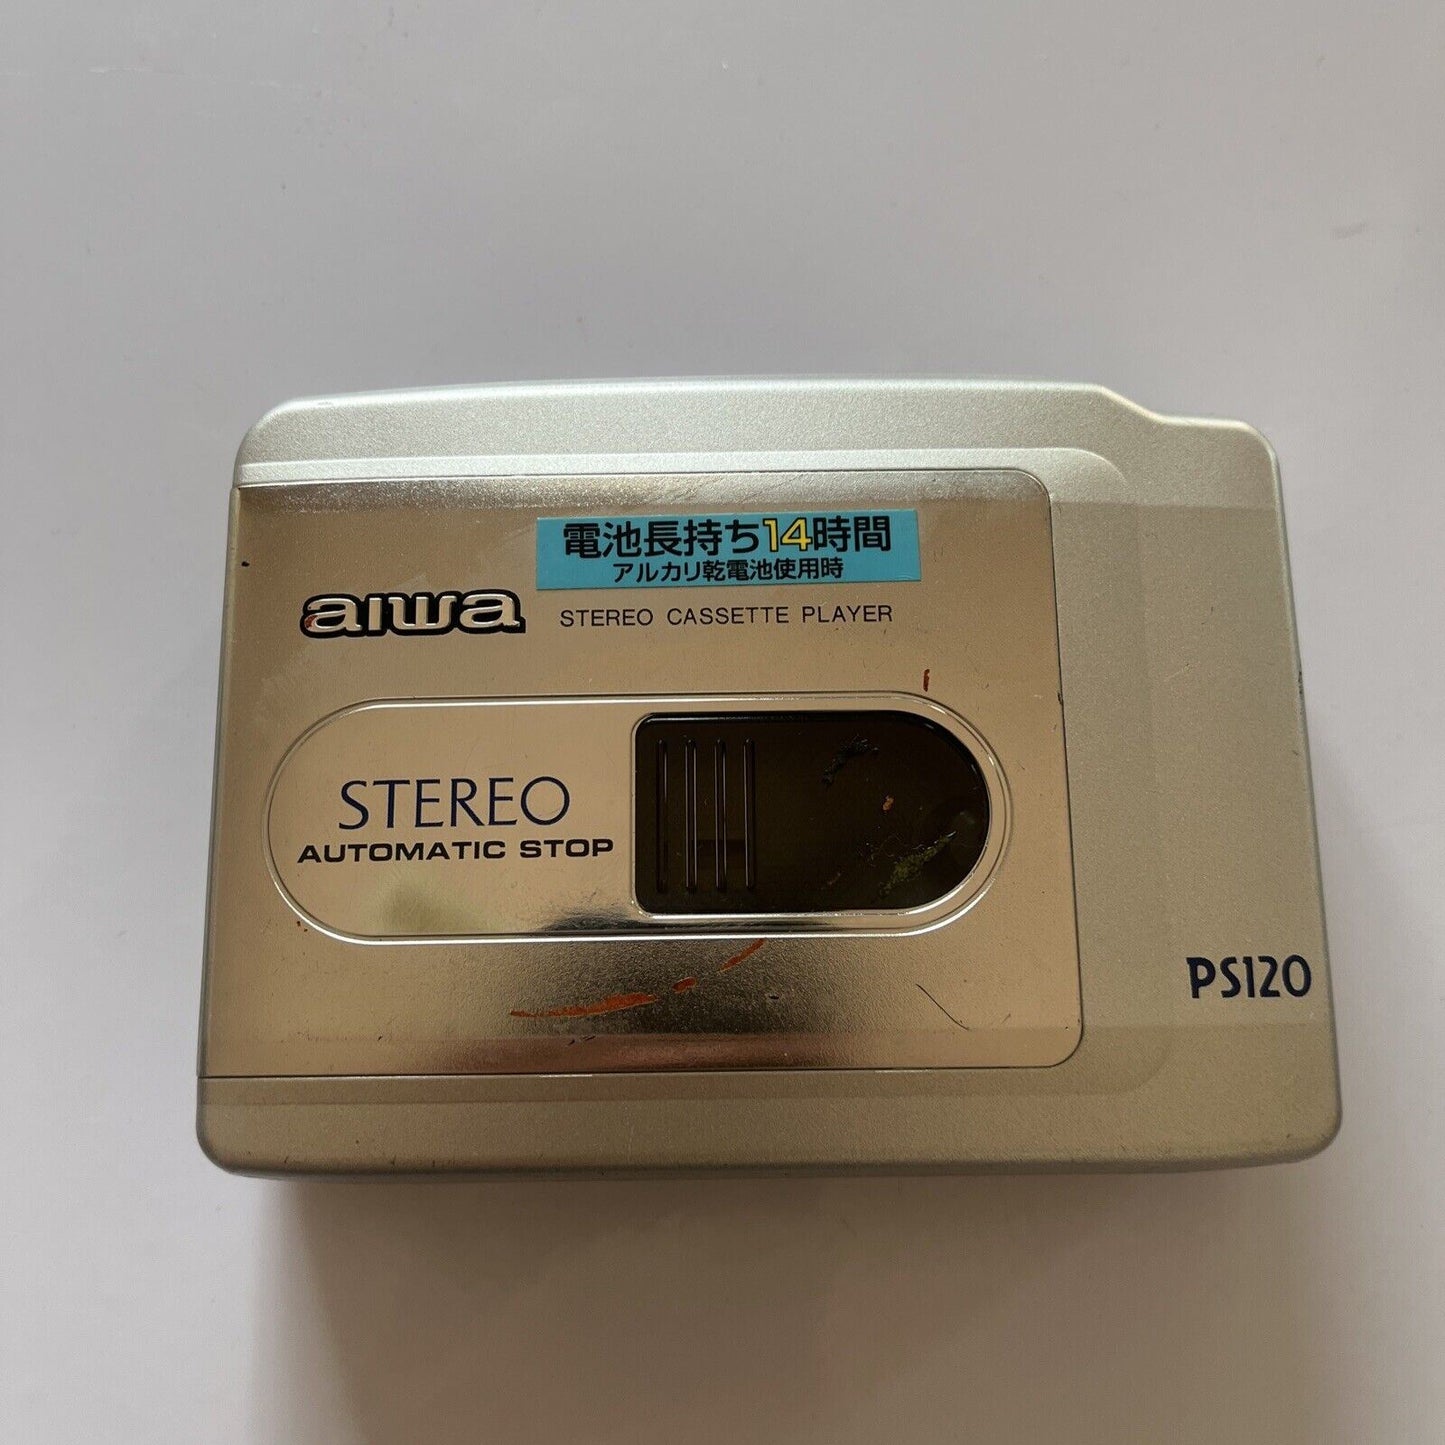 電池長持ち14時間
アルカリ乾電池使用時
aiwa STEREO CASSETTE PLAYER
STEREO
AUTOMATIC STOP
PS120